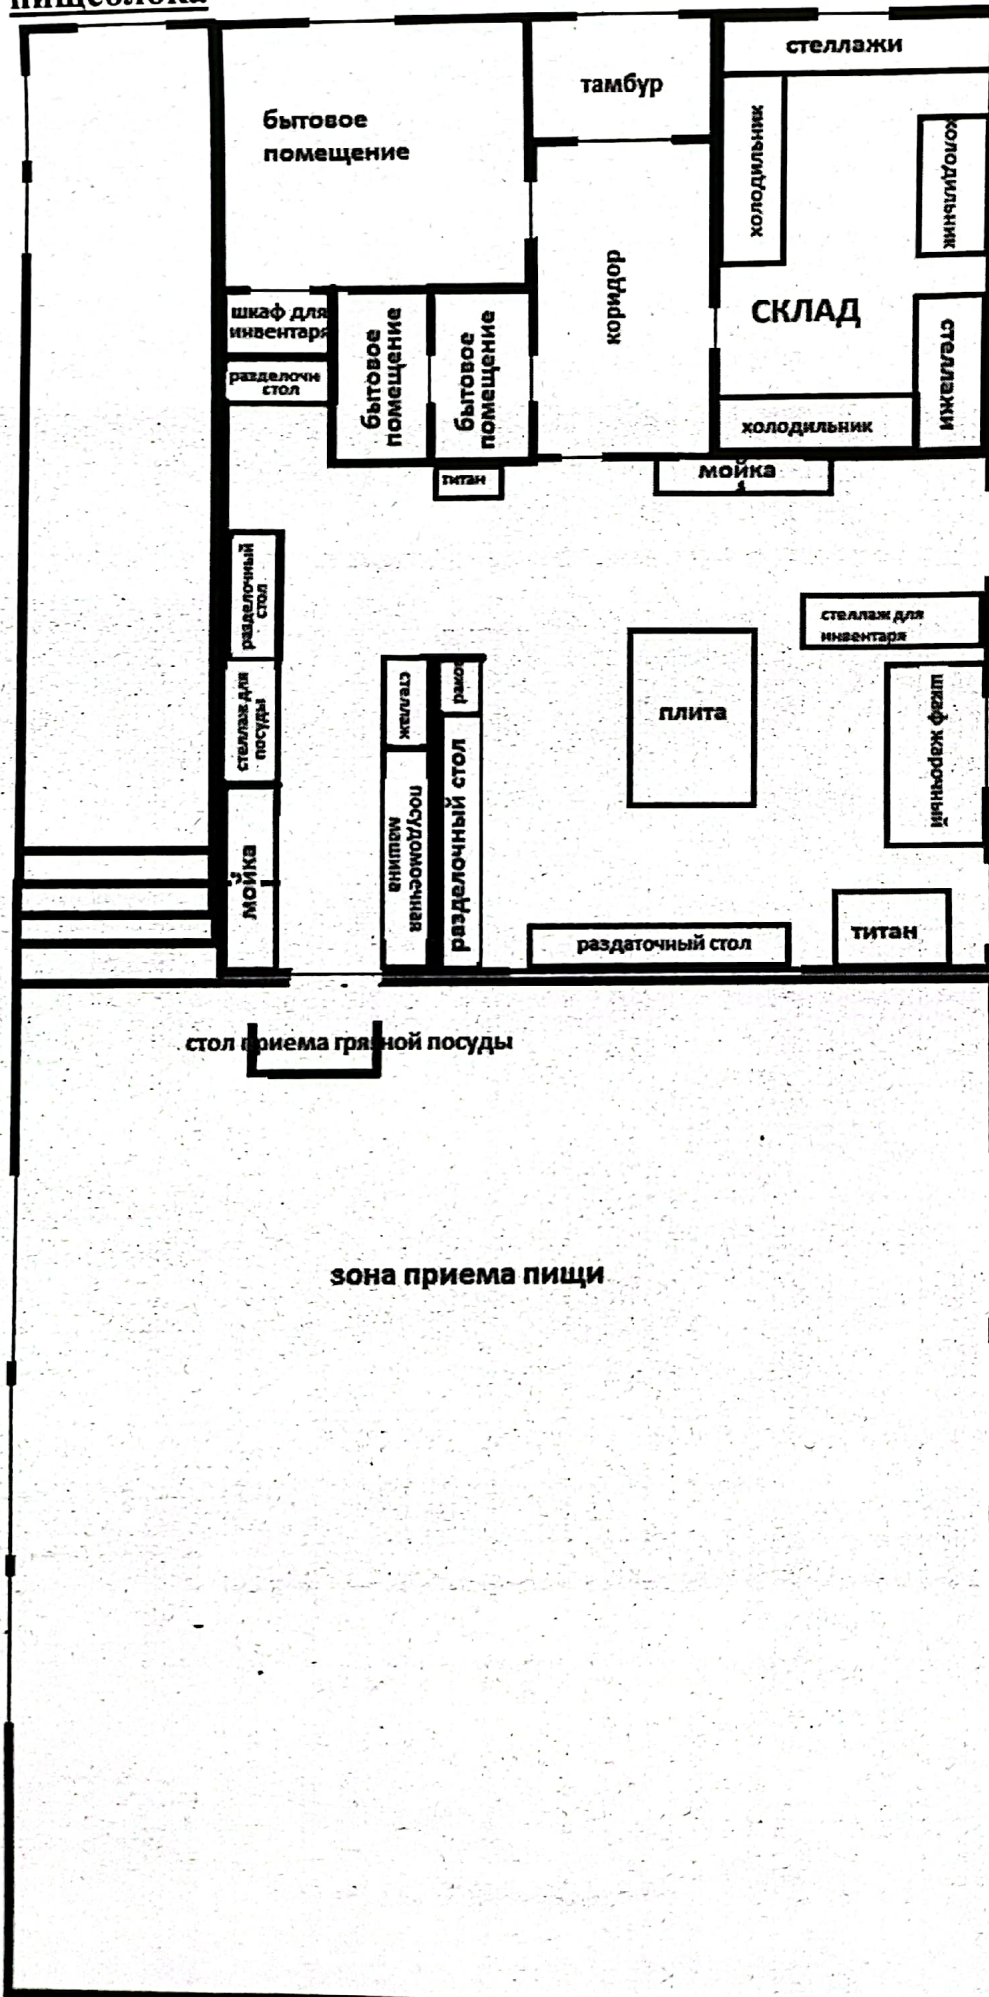 пищеблока
стеллажи
тамбур
бытовое
помещение
холодильник
холодильник
коридор
СКЛАД
шкаф для
инвентаря
бытовое
помещение
бытовое
помещение
стеллажи
разделочн
стол
холодильник
мойка
титан
разделочный
стол
стеллаж для
инвентаря
стеллаж для
посуды
стеллаж
рако
плита
шкаф жарочный
разделочный стол
посудомоечная
машина
мойка
раздаточный стол
титан
стол приема грязной посуды
зона приема пищи